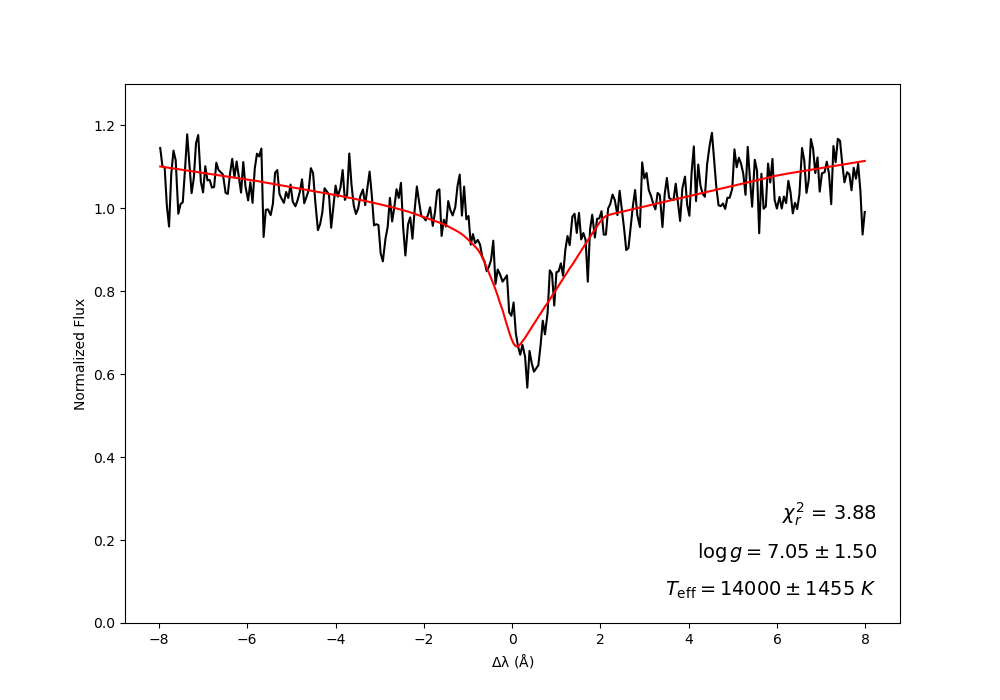 1.2
1.0
0.8
0.6
0.4
0.2
0.0
Normalized Flux
χ²ᵣ = 3.88
log g = 7.05 ± 1.50
T_eff = 14000 ± 1455 K
−8 −6 −4 −2 0 2 4 6 8
Δλ (Å)